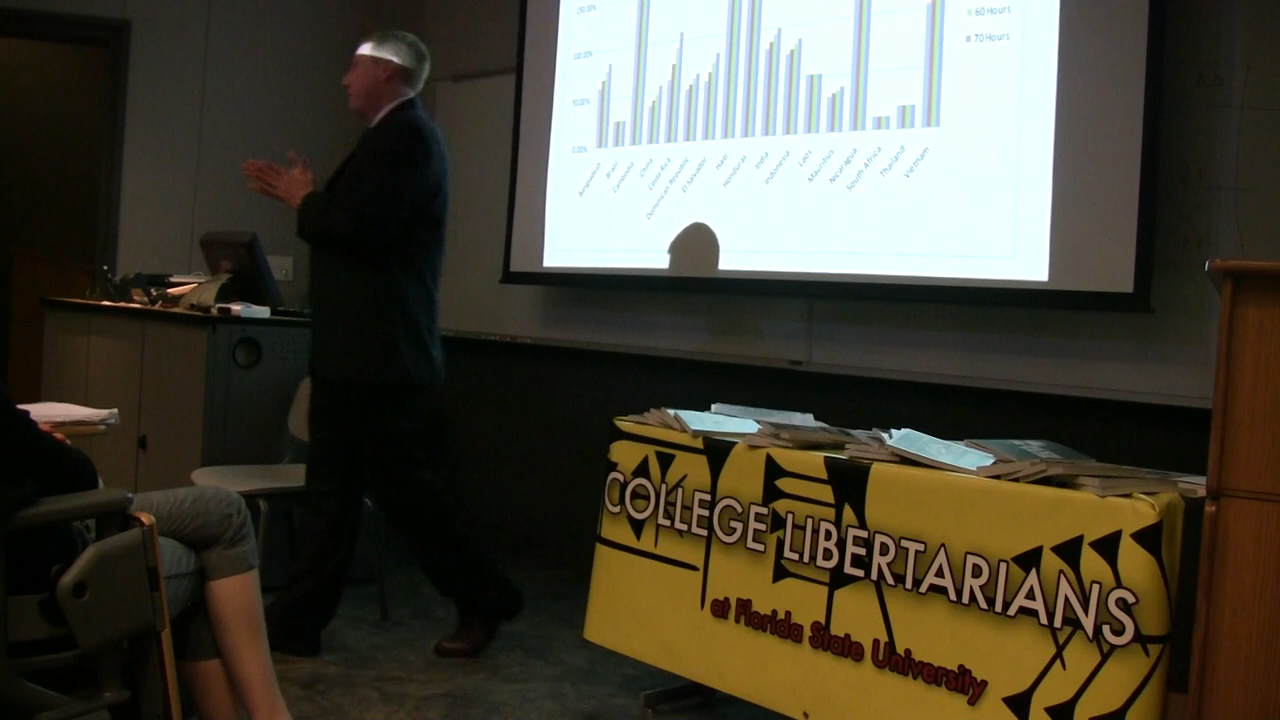 150.00%
60 Hours
70 Hours
100.00%
50.00%
0.00%
Bangladesh
Brazil
Cambodia
China
Costa Rica
Dominican Republic
El Salvador
Haiti
Honduras
India
Indonesia
Laos
Mauritius
Nicaragua
South Africa
Thailand
Vietnam
COLLEGE LIBERTARIANS
at Florida State University